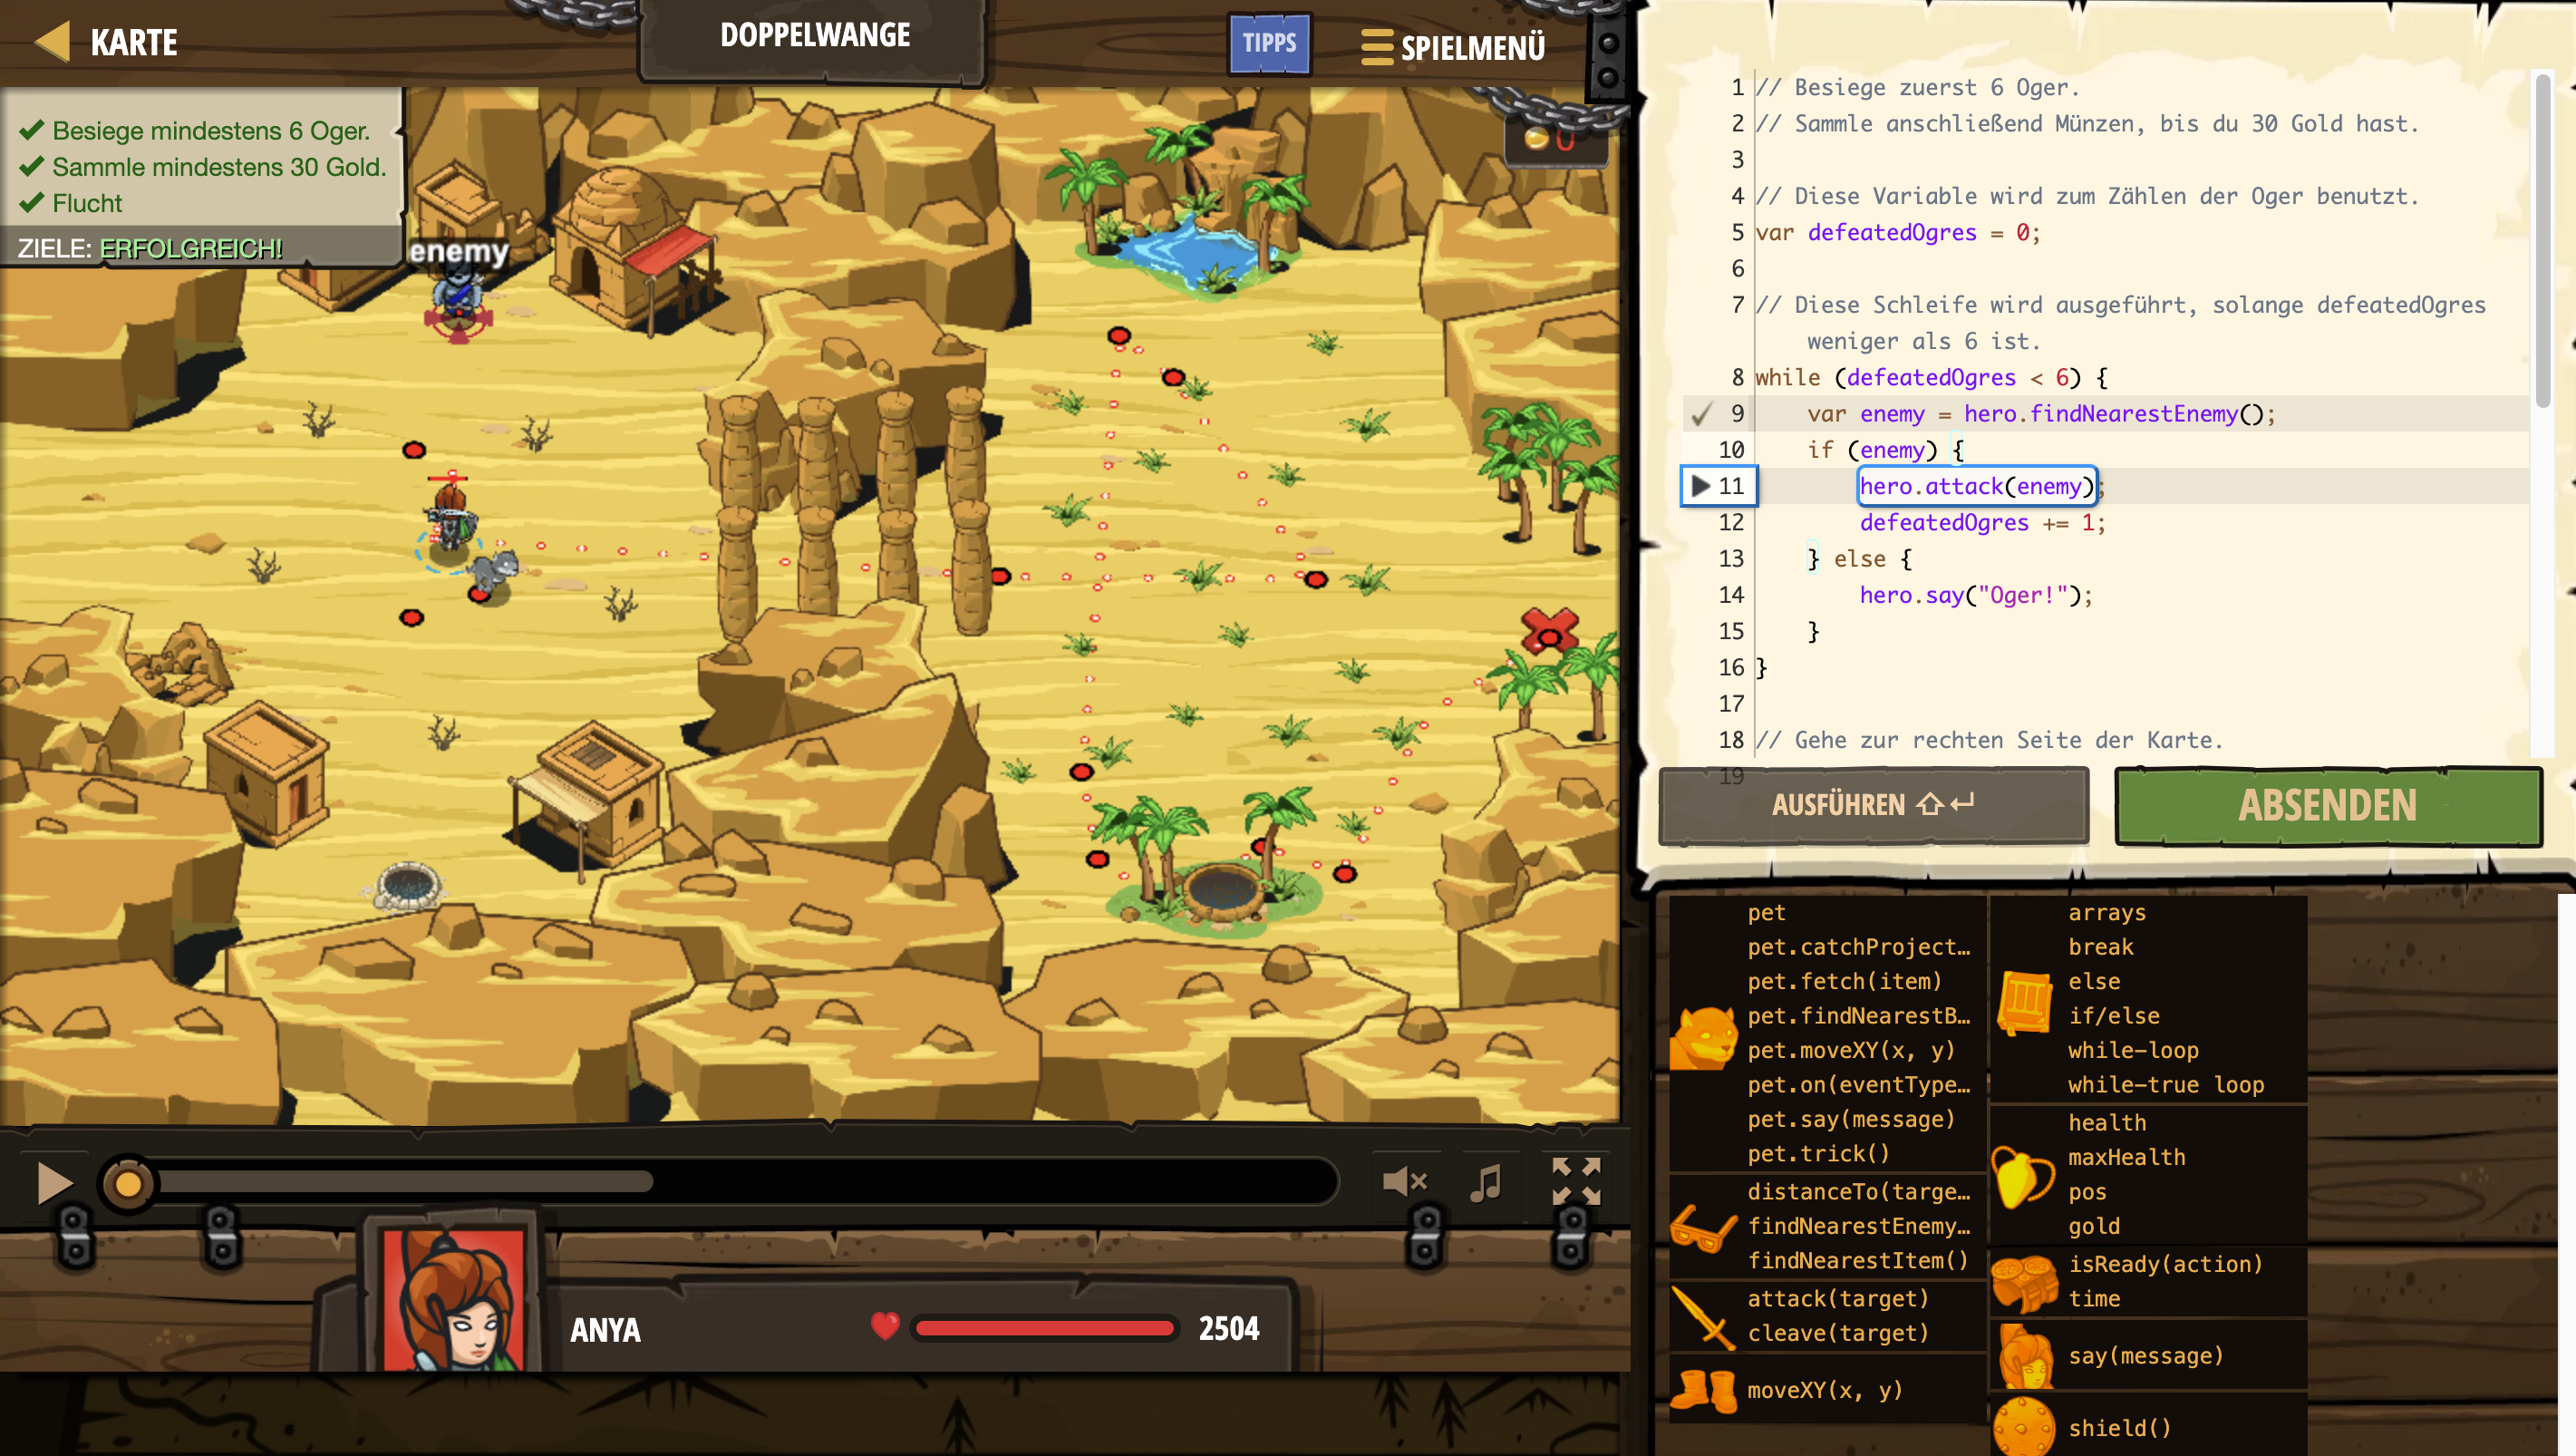 KARTE
DOPPELWANGE
TIPPS
SPIELMENÜ
Besiege mindestens 6 Oger.
Sammle mindestens 30 Gold.
Flucht
ZIELE: ERFOLGREICH!
enemy
0
1 // Besiege zuerst 6 Oger.
2 // Sammle anschließend Münzen, bis du 30 Gold hast.
3
4 // Diese Variable wird zum Zählen der Oger benutzt.
5 var defeatedOgres = 0;
6
7 // Diese Schleife wird ausgeführt, solange defeatedOgres
weniger als 6 ist.
8 while (defeatedOgres < 6) {
9 var enemy = hero.findNearestEnemy();
10 if (enemy) {
11 hero.attack(enemy);
12 defeatedOgres += 1;
13 } else {
14 hero.say("Oger!");
15 }
16 }
17
18 // Gehe zur rechten Seite der Karte.
19
AUSFÜHREN
ABSENDEN
pet
pet.catchProject…
pet.fetch(item)
pet.findNearestB…
pet.moveXY(x, y)
pet.on(eventType…
pet.say(message)
pet.trick()
distanceTo(targe…
findNearestEnemy…
findNearestItem()
attack(target)
cleave(target)
moveXY(x, y)
arrays
break
else
if/else
while-loop
while-true loop
health
maxHealth
pos
gold
isReady(action)
time
say(message)
shield()
ANYA
2504